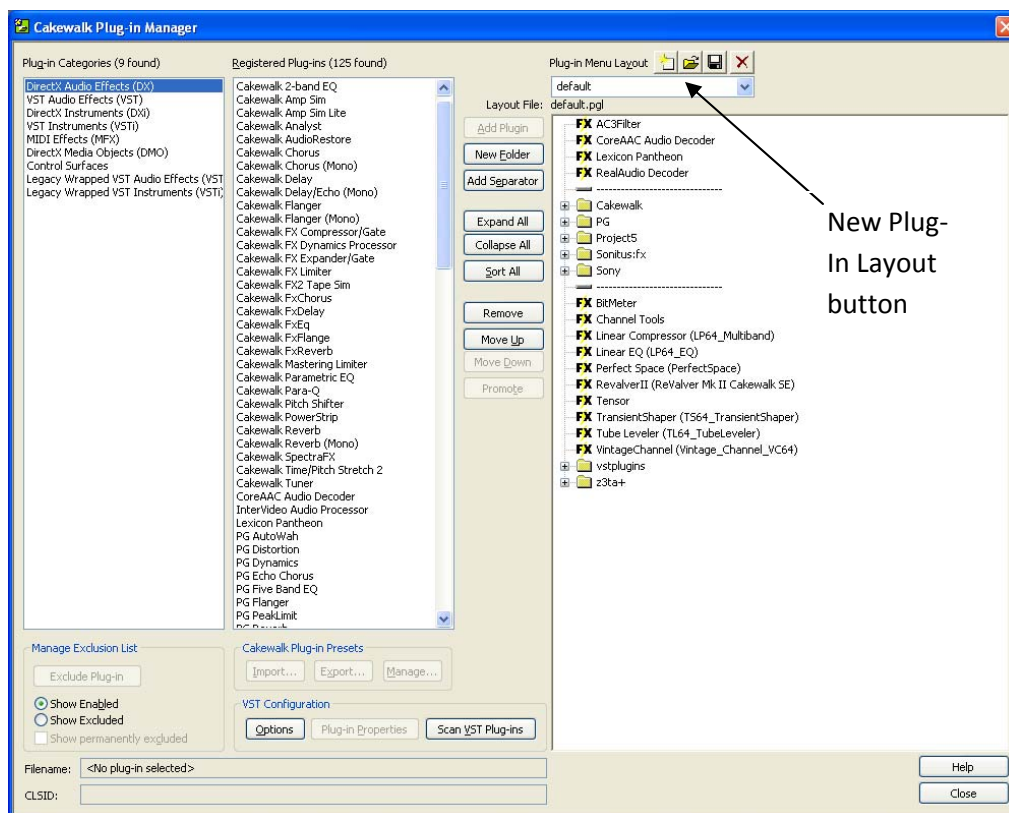 Cakewalk Plug-in Manager
Plug-in Categories (9 found)
DirectX Audio Effects (DX)
VST Audio Effects (VST)
DirectX Instruments (DXi)
VST Instruments (VSTi)
MIDI Effects (MFX)
DirectX Media Objects (DMO)
Control Surfaces
Legacy Wrapped VST Audio Effects (VST
Legacy Wrapped VST Instruments (VSTi)
Registered Plug-ins (125 found)
Cakewalk 2-band EQ
Cakewalk Amp Sim
Cakewalk Amp Sim Lite
Cakewalk Analyst
Cakewalk AudioRestore
Cakewalk Chorus
Cakewalk Chorus (Mono)
Cakewalk Delay
Cakewalk Delay/Echo (Mono)
Cakewalk Flanger
Cakewalk Flanger (Mono)
Cakewalk FX Compressor/Gate
Cakewalk FX Dynamics Processor
Cakewalk FX Expander/Gate
Cakewalk FX Limiter
Cakewalk FX2 Tape Sim
Cakewalk FxChorus
Cakewalk FxDelay
Cakewalk FxEq
Cakewalk FxFlange
Cakewalk FxReverb
Cakewalk Mastering Limiter
Cakewalk Parametric EQ
Cakewalk Para-Q
Cakewalk Pitch Shifter
Cakewalk PowerStrip
Cakewalk Reverb
Cakewalk Reverb (Mono)
Cakewalk SpectraFX
Cakewalk Time/Pitch Stretch 2
Cakewalk Tuner
CoreAAC Audio Decoder
InterVideo Audio Processor
Lexicon Pantheon
PG AutoWah
PG Distortion
PG Dynamics
PG Echo Chorus
PG Five Band EQ
PG Flanger
PG PeakLimit
Plug-in Menu Layout
default
Layout File: default.pgl
Add Plugin
New Folder
Add Separator
Expand All
Collapse All
Sort All
Remove
Move Up
Move Down
Promote
FX AC3Filter
FX CoreAAC Audio Decoder
FX Lexicon Pantheon
FX RealAudio Decoder
-------------------------------
Cakewalk
PG
Project5
Sonitus:fx
Sony
-------------------------------
FX BitMeter
FX Channel Tools
FX Linear Compressor (LP64_Multiband)
FX Linear EQ (LP64_EQ)
FX Perfect Space (PerfectSpace)
FX RevalverII (ReValver Mk II Cakewalk SE)
FX Tensor
FX TransientShaper (TS64_TransientShaper)
FX Tube Leveler (TL64_TubeLeveler)
FX VintageChannel (Vintage_Channel_VC64)
vstplugins
z3ta+
New Plug-
In Layout
button
Manage Exclusion List
Exclude Plug-in
Show Enabled
Show Excluded
Show permanently excluded
Cakewalk Plug-in Presets
Import... Export... Manage...
VST Configuration
Options Plug-in Properties Scan VST Plug-ins
Filename: <No plug-in selected>
CLSID:
Help
Close